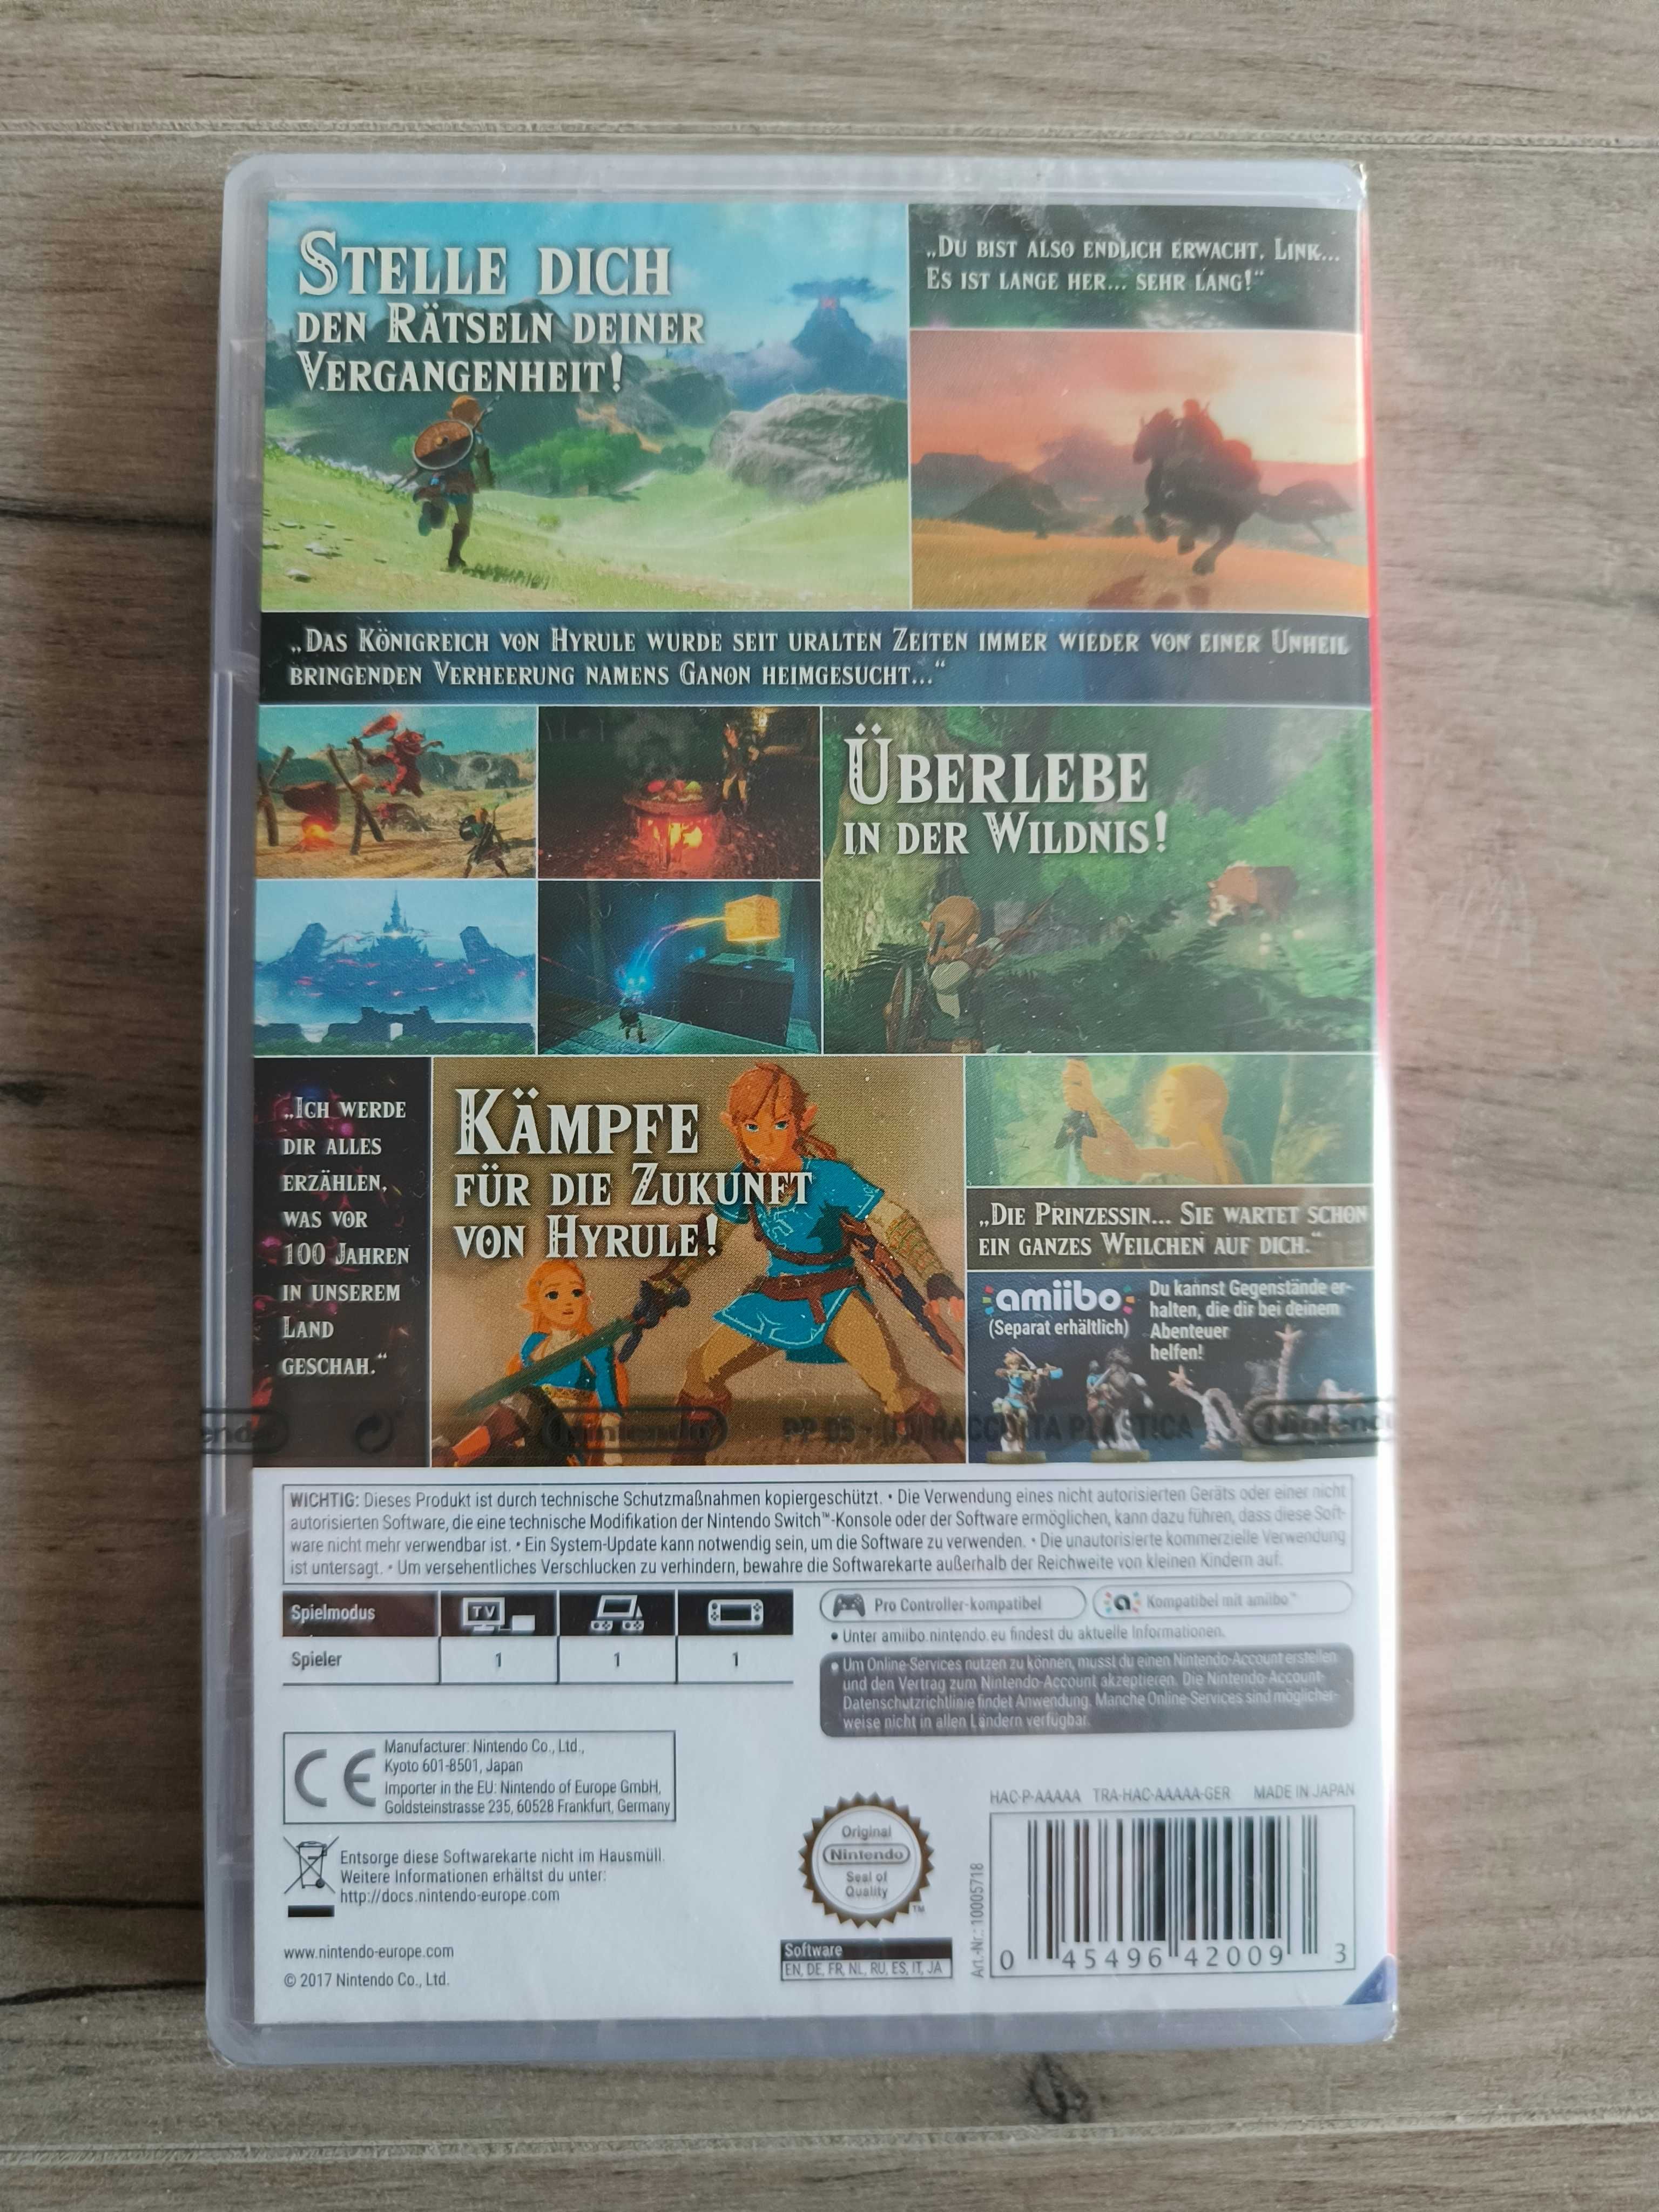 STELLE DICH
DEN RÄTSELN DEINER
VERGANGENHEIT!
„DU BIST ALSO ENDLICH ERWACHT, LINK...
ES IST LANGE HER... SEHR LANG!“
„DAS KÖNIGREICH VON HYRULE WURDE SEIT URALTEN ZEITEN IMMER WIEDER VON EINER UNHEIL
BRINGENDEN VERHEERUNG NAMENS GANON HEIMGESUCHT...“
ÜBERLEBE
IN DER WILDNIS!
„ICH WERDE
DIR ALLES
ERZÄHLEN,
WAS VOR
100 JAHREN
IN UNSEREM
LAND
GESCHAH.“
KÄMPFE
FÜR DIE ZUKUNFT
VON HYRULE!
„DIE PRINZESSIN... SIE WARTET SCHON
EIN GANZES WEILCHEN AUF DICH.“
amiibo
(Separat erhältlich)
Du kannst Gegenstände er-
halten, die dir bei deinem
Abenteuer
helfen!
Nintendo PP 05 - RACCOLTA PLASTICA Nintendo
WICHTIG: Dieses Produkt ist durch technische Schutzmaßnahmen kopiergeschützt. • Die Verwendung eines nicht autorisierten Geräts oder einer nicht
autorisierten Software, die eine technische Modifikation der Nintendo Switch™-Konsole oder der Software ermöglichen, kann dazu führen, dass diese Soft-
ware nicht mehr verwendbar ist. • Ein System-Update kann notwendig sein, um die Software zu verwenden. • Die unautorisierte kommerzielle Verwendung
ist untersagt. • Um versehentliches Verschlucken zu verhindern, bewahre die Softwarekarte außerhalb der Reichweite von kleinen Kindern auf.
Spielmodus TV
Spieler 1 1 1
Pro Controller-kompatibel
Kompatibel mit amiibo™
• Unter amiibo.nintendo.eu findest du aktuelle Informationen.
• Um Online-Services nutzen zu können, musst du einen Nintendo-Account erstellen
und den Vertrag zum Nintendo-Account akzeptieren. Die Nintendo-Account-
Datenschutzrichtlinie findet Anwendung. Manche Online-Services sind möglicher-
weise nicht in allen Ländern verfügbar.
CE
Manufacturer: Nintendo Co., Ltd.,
Kyoto 601-8501, Japan
Importer in the EU: Nintendo of Europe GmbH,
Goldsteinstrasse 235, 60528 Frankfurt, Germany
Entsorge diese Softwarekarte nicht im Hausmüll.
Weitere Informationen erhältst du unter:
http://docs.nintendo-europe.com
www.nintendo-europe.com
© 2017 Nintendo Co., Ltd.
Original
Nintendo
Seal of
Quality
TM
Software
EN, DE, FR, NL, RU, ES, IT, JA
HAC-P-AAAAA TRA-HAC-AAAAA-GER MADE IN JAPAN
Art.-Nr.: 10005718
0 45496 42009 3